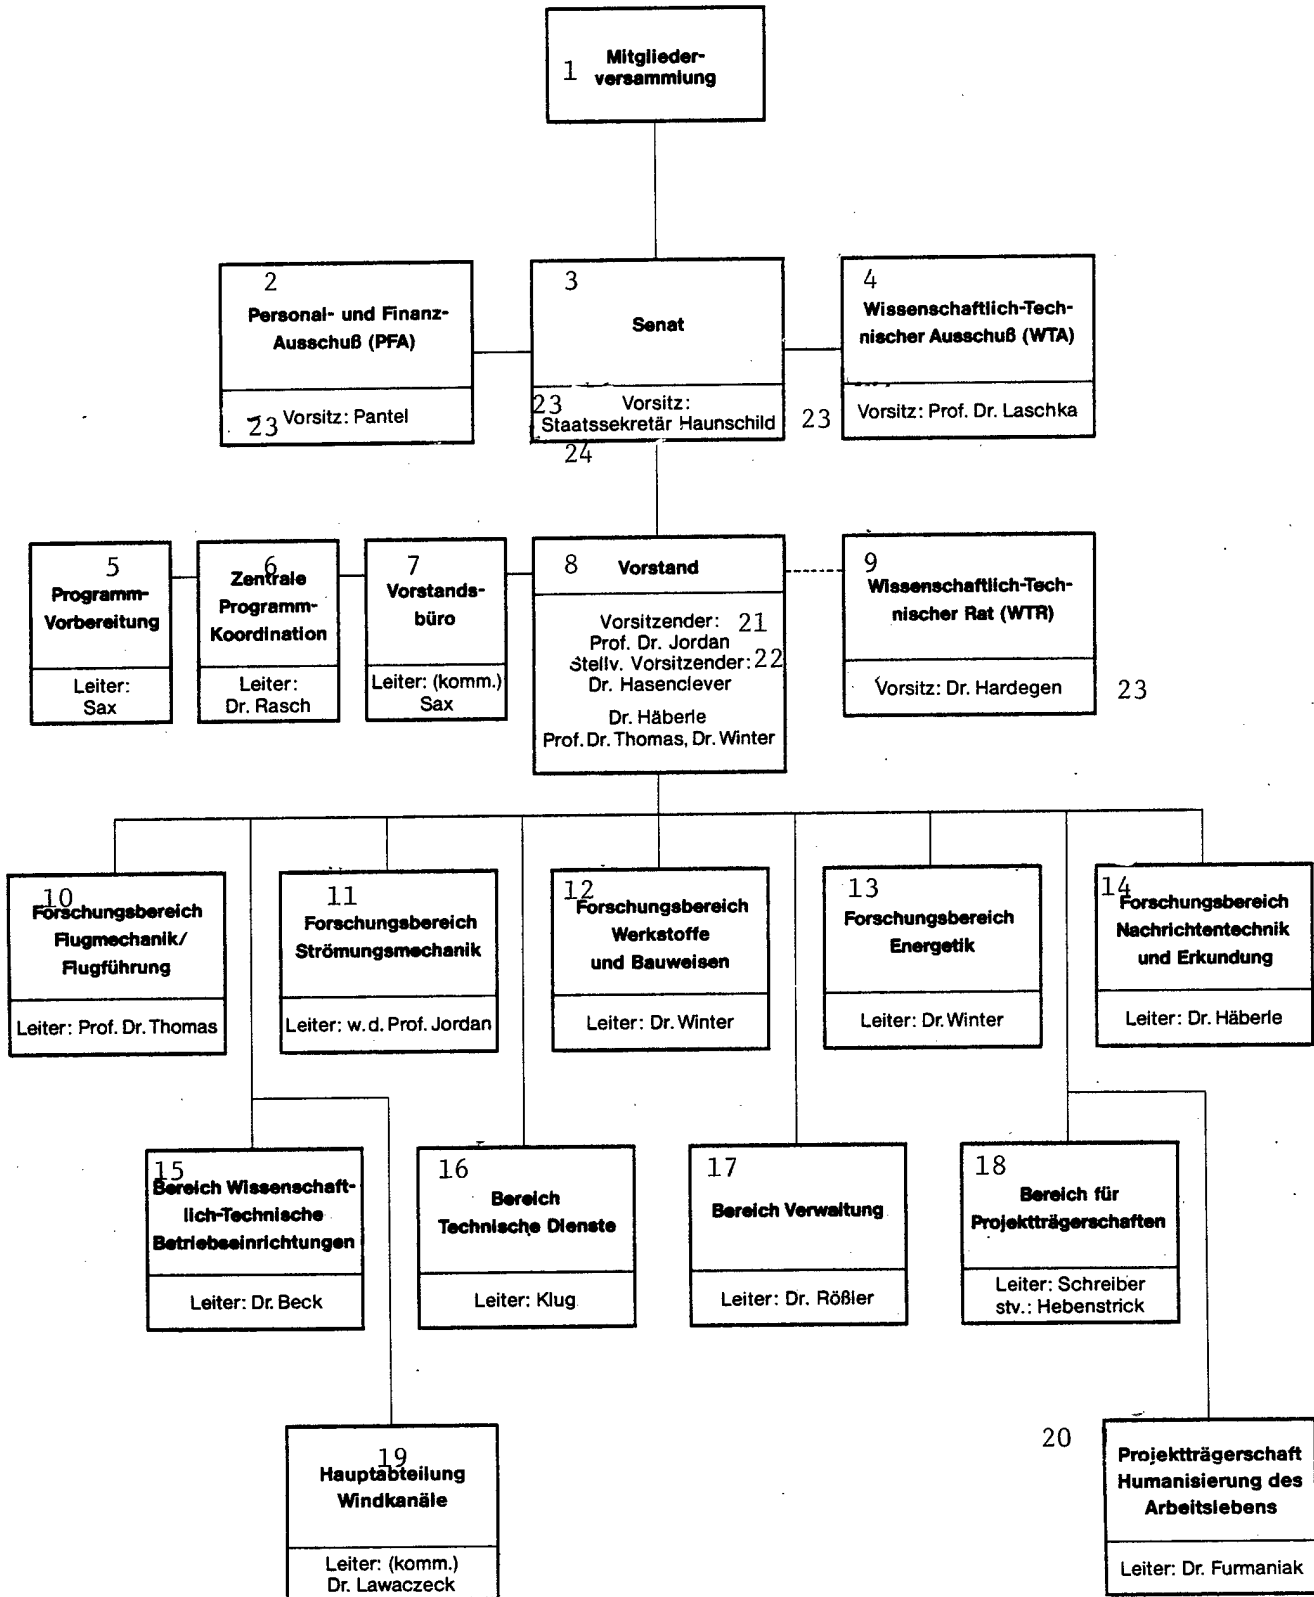 1
Mitglieder-
versammlung
2
Personal- und Finanz-
Ausschuß (PFA)
23 Vorsitz: Pantel
3
Senat
23 Vorsitz:
Staatssekretär Haunschild
24
4
Wissenschaftlich-Tech-
nischer Ausschuß (WTA)
23 Vorsitz: Prof. Dr. Laschka
5
Programm-
Vorbereitung
Leiter:
Sax
6
Zentrale
Programm-
Koordination
Leiter:
Dr. Rasch
7
Vorstands-
büro
Leiter: (komm.)
Sax
8 Vorstand
Vorsitzender: 21
Prof. Dr. Jordan
Stellv. Vorsitzender: 22
Dr. Hasenclever
Dr. Häberle
Prof. Dr. Thomas, Dr. Winter
9
Wissenschaftlich-Tech-
nischer Rat (WTR)
Vorsitz: Dr. Hardegen 23
10
Forschungsbereich
Flugmechanik/
Flugführung
Leiter: Prof. Dr. Thomas
11
Forschungsbereich
Strömungsmechanik
Leiter: w.d. Prof. Jordan
12
Forschungsbereich
Werkstoffe
und Bauweisen
Leiter: Dr. Winter
13
Forschungsbereich
Energetik
Leiter: Dr. Winter
14
Forschungsbereich
Nachrichtentechnik
und Erkundung
Leiter: Dr. Häberle
15
Bereich Wissenschaft-
lich-Technische
Betriebseinrichtungen
Leiter: Dr. Beck
16
Bereich
Technische Dienste
Leiter: Klug
17
Bereich Verwaltung
Leiter: Dr. Rößler
18
Bereich für
Projektträgerschaften
Leiter: Schreiber
stv.: Hebenstrick
19
Hauptabteilung
Windkanäle
Leiter: (komm.)
Dr. Lawaczeck
20
Projektträgerschaft
Humanisierung des
Arbeitslebens
Leiter: Dr. Furmaniak